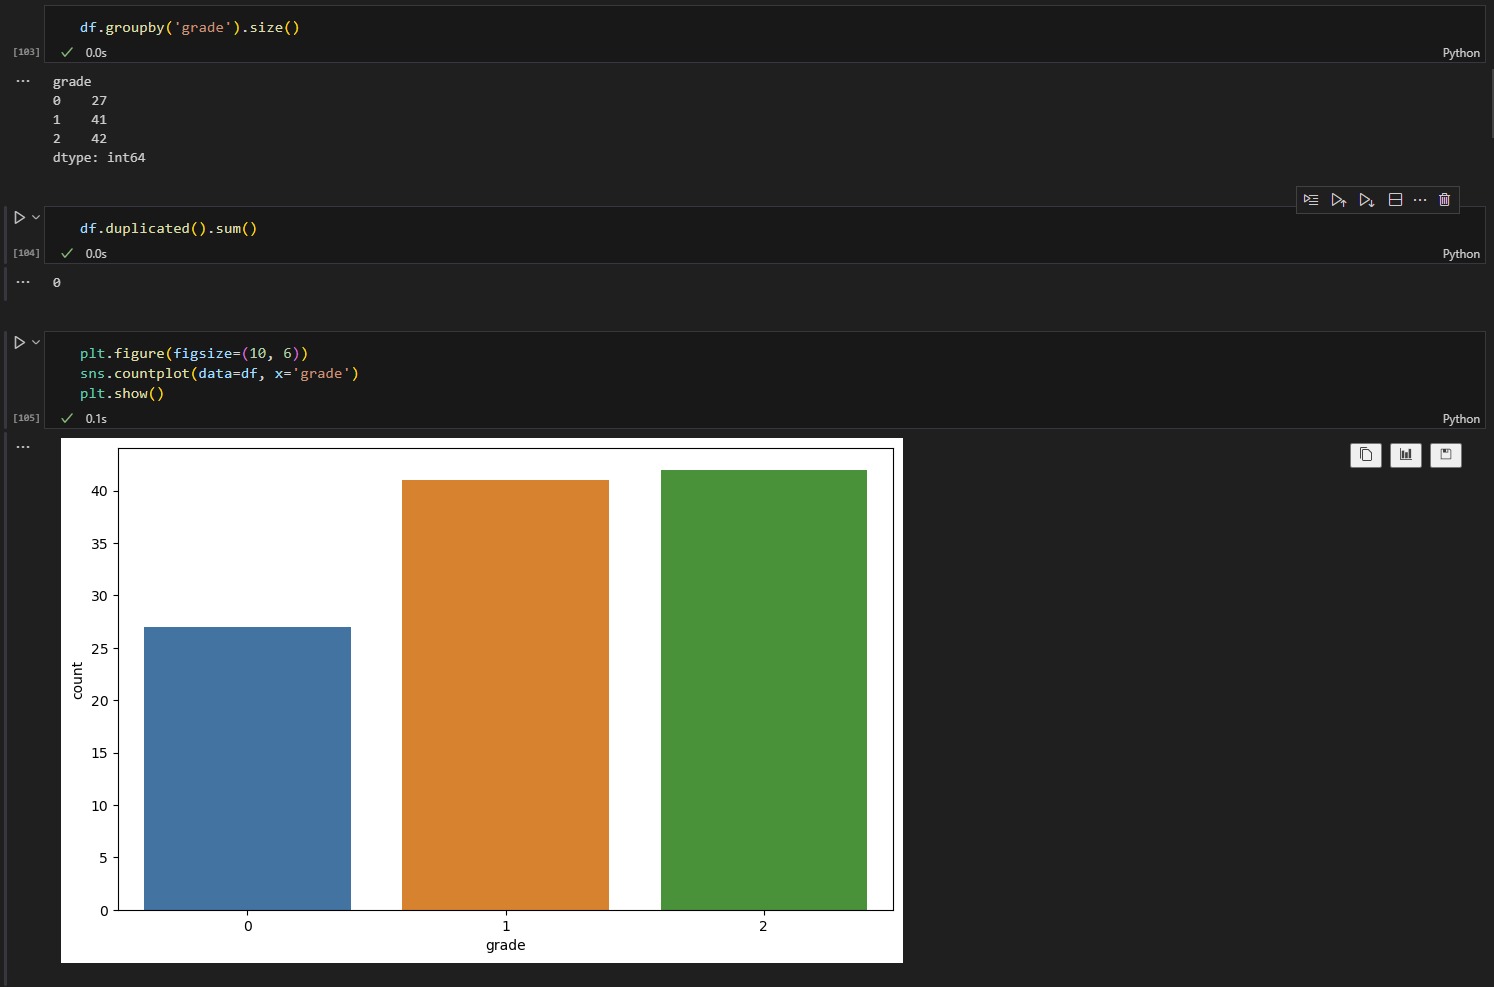 df.groupby('grade').size()
[103]
0.0s
Python
...
grade
0    27
1    41
2    42
dtype: int64
df.duplicated().sum()
[104]
0.0s
Python
...
0
plt.figure(figsize=(10, 6))
sns.countplot(data=df, x='grade')
plt.show()
[105]
0.1s
Python
...
40
35
30
25
20
15
10
5
0
count
0
1
2
grade